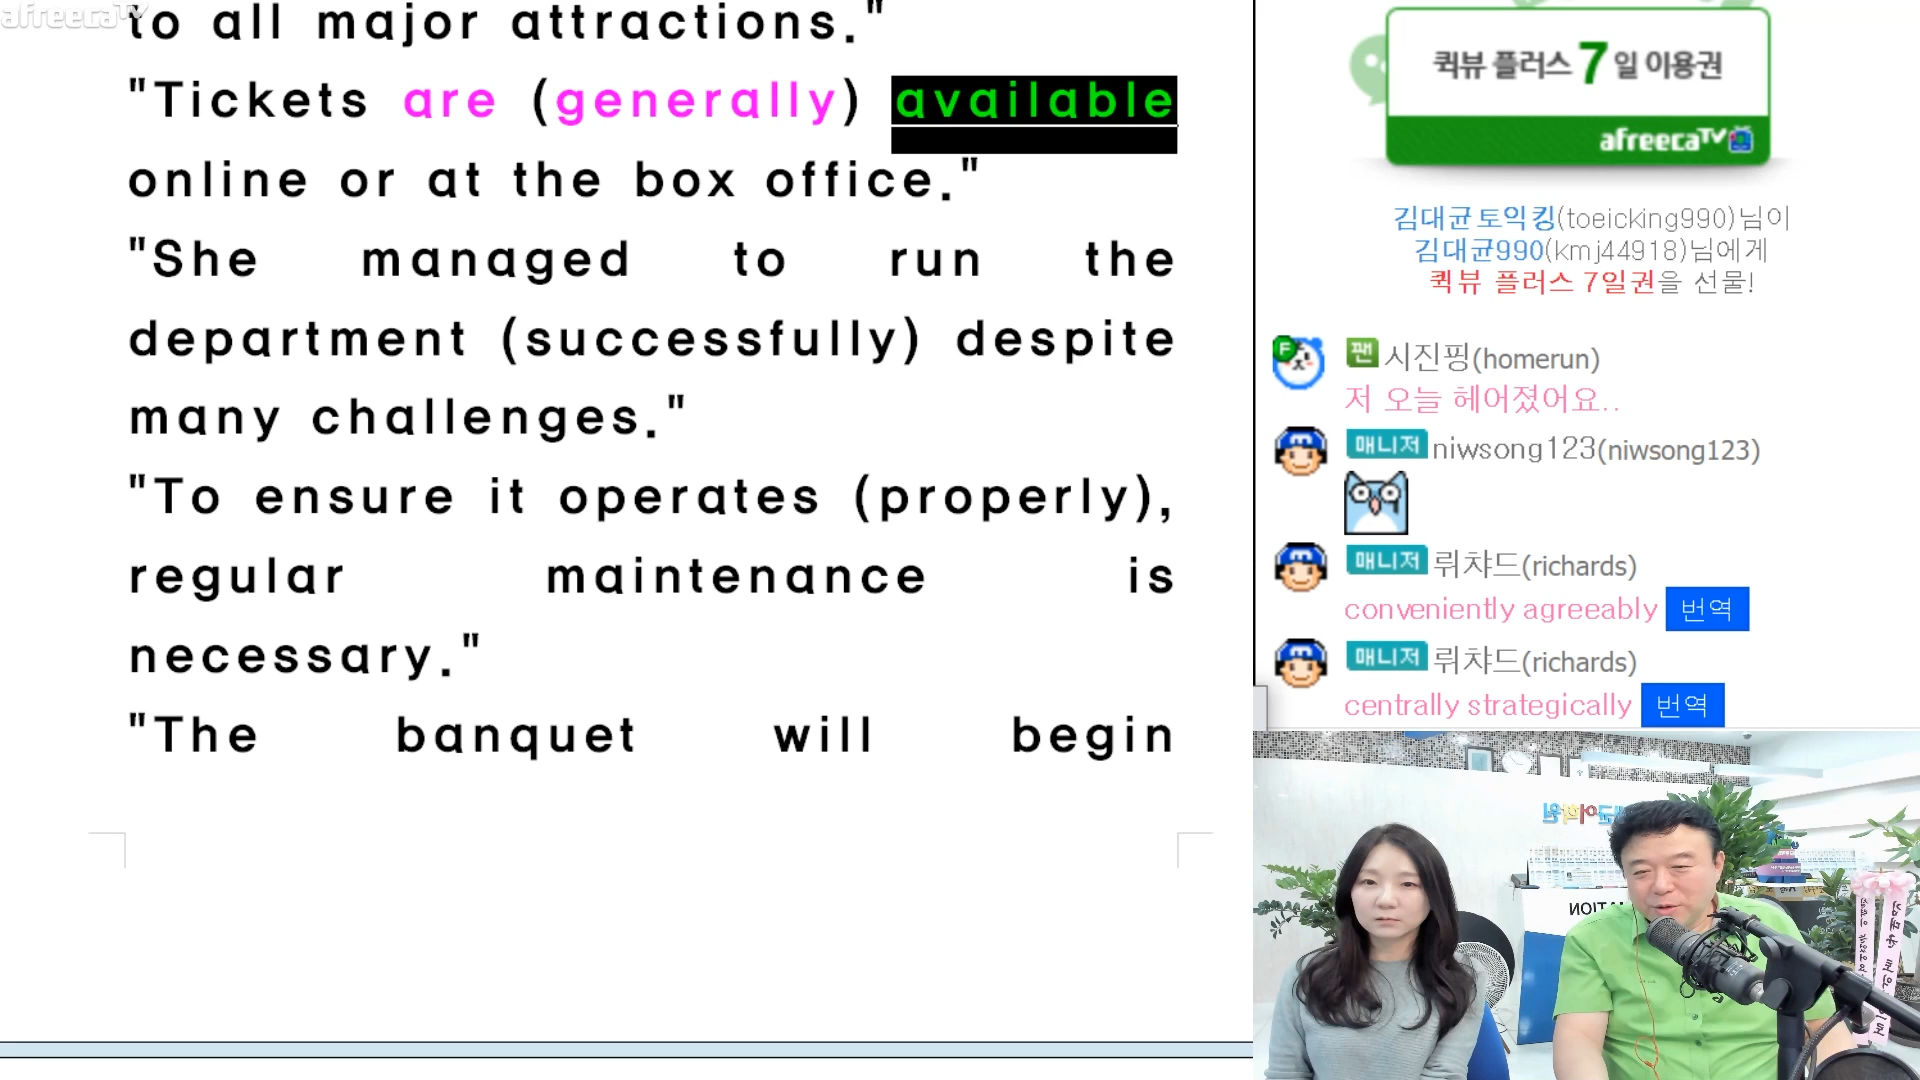 afreecaTV
to all major attractions."
"Tickets are (generally) available
online or at the box office."
"She managed to run the
department (successfully) despite
many challenges."
"To ensure it operates (properly),
regular maintenance is
necessary."
"The banquet will begin
퀵뷰 플러스 7일 이용권
afreecaTV
김대균토익킹(toeicking990)님이
김대균990(kmj44918)님에게
퀵뷰 플러스 7일권을 선물!
팬 시진핑(homerun)
저 오늘 헤어졌어요..
매니저 niwsong123(niwsong123)
매니저 뤼챠드(richards)
conveniently agreeably 번역
매니저 뤼챠드(richards)
centrally strategically 번역